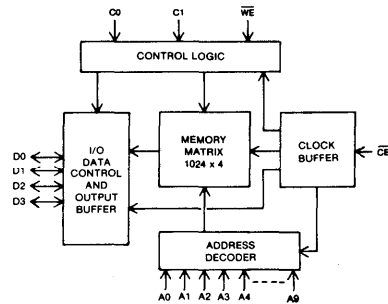 C0 C1 WE
CONTROL LOGIC
I/O
DATA
CONTROL
AND
OUTPUT
BUFFER
MEMORY
MATRIX
1024 x 4
CLOCK
BUFFER
CE
D0
D1
D2
D3
ADDRESS
DECODER
A0 A1 A2 A3 A4 A9